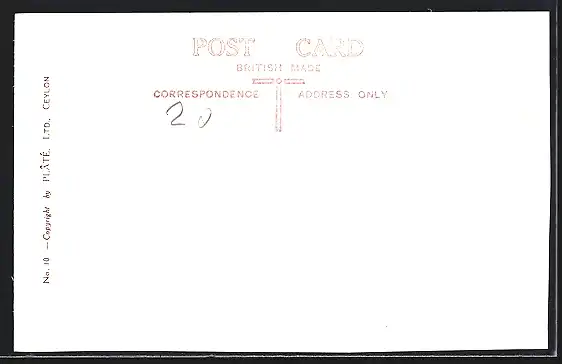 POST CARD
BRITISH MADE
CORRESPONDENCE ADDRESS ONLY
20
No. 10 —Copyright by PLÂTÉ, LTD., CEYLON